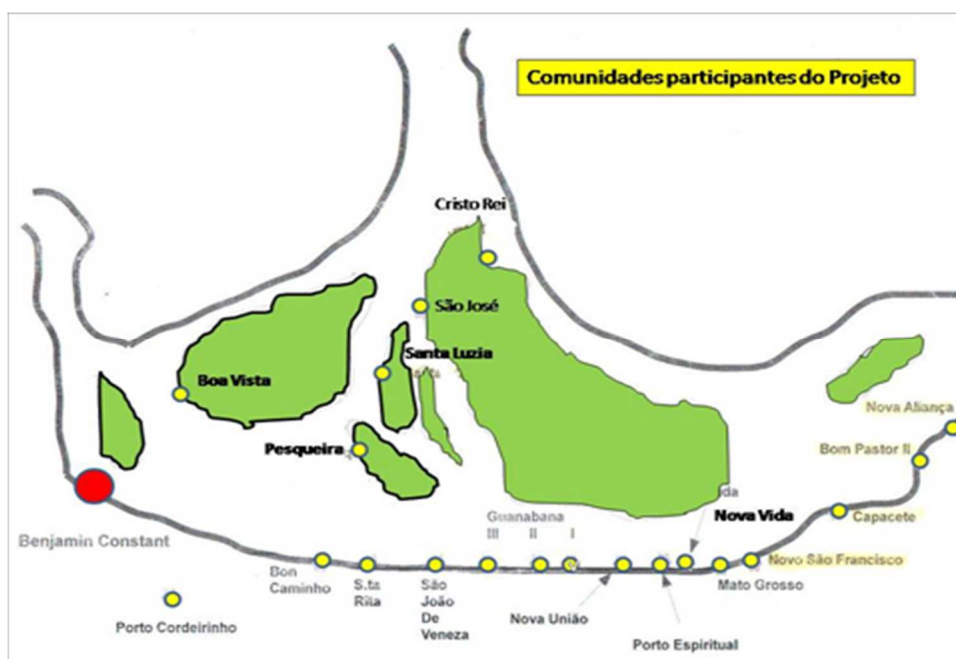 Comunidades participantes do Projeto
Cristo Rei
São José
Santa Luzia
Boa Vista
Nova Aliança
Pesqueira
Bom Pastor II
ida
Nova Vida
Guanabana
III II I
Capacete
Benjamin Constant
Bon
Caminho
S.ta
Rita
São
João
De
Veneza
Novo São Francisco
Mato Grosso
Nova União
Porto Cordeirinho
Porto Espiritual